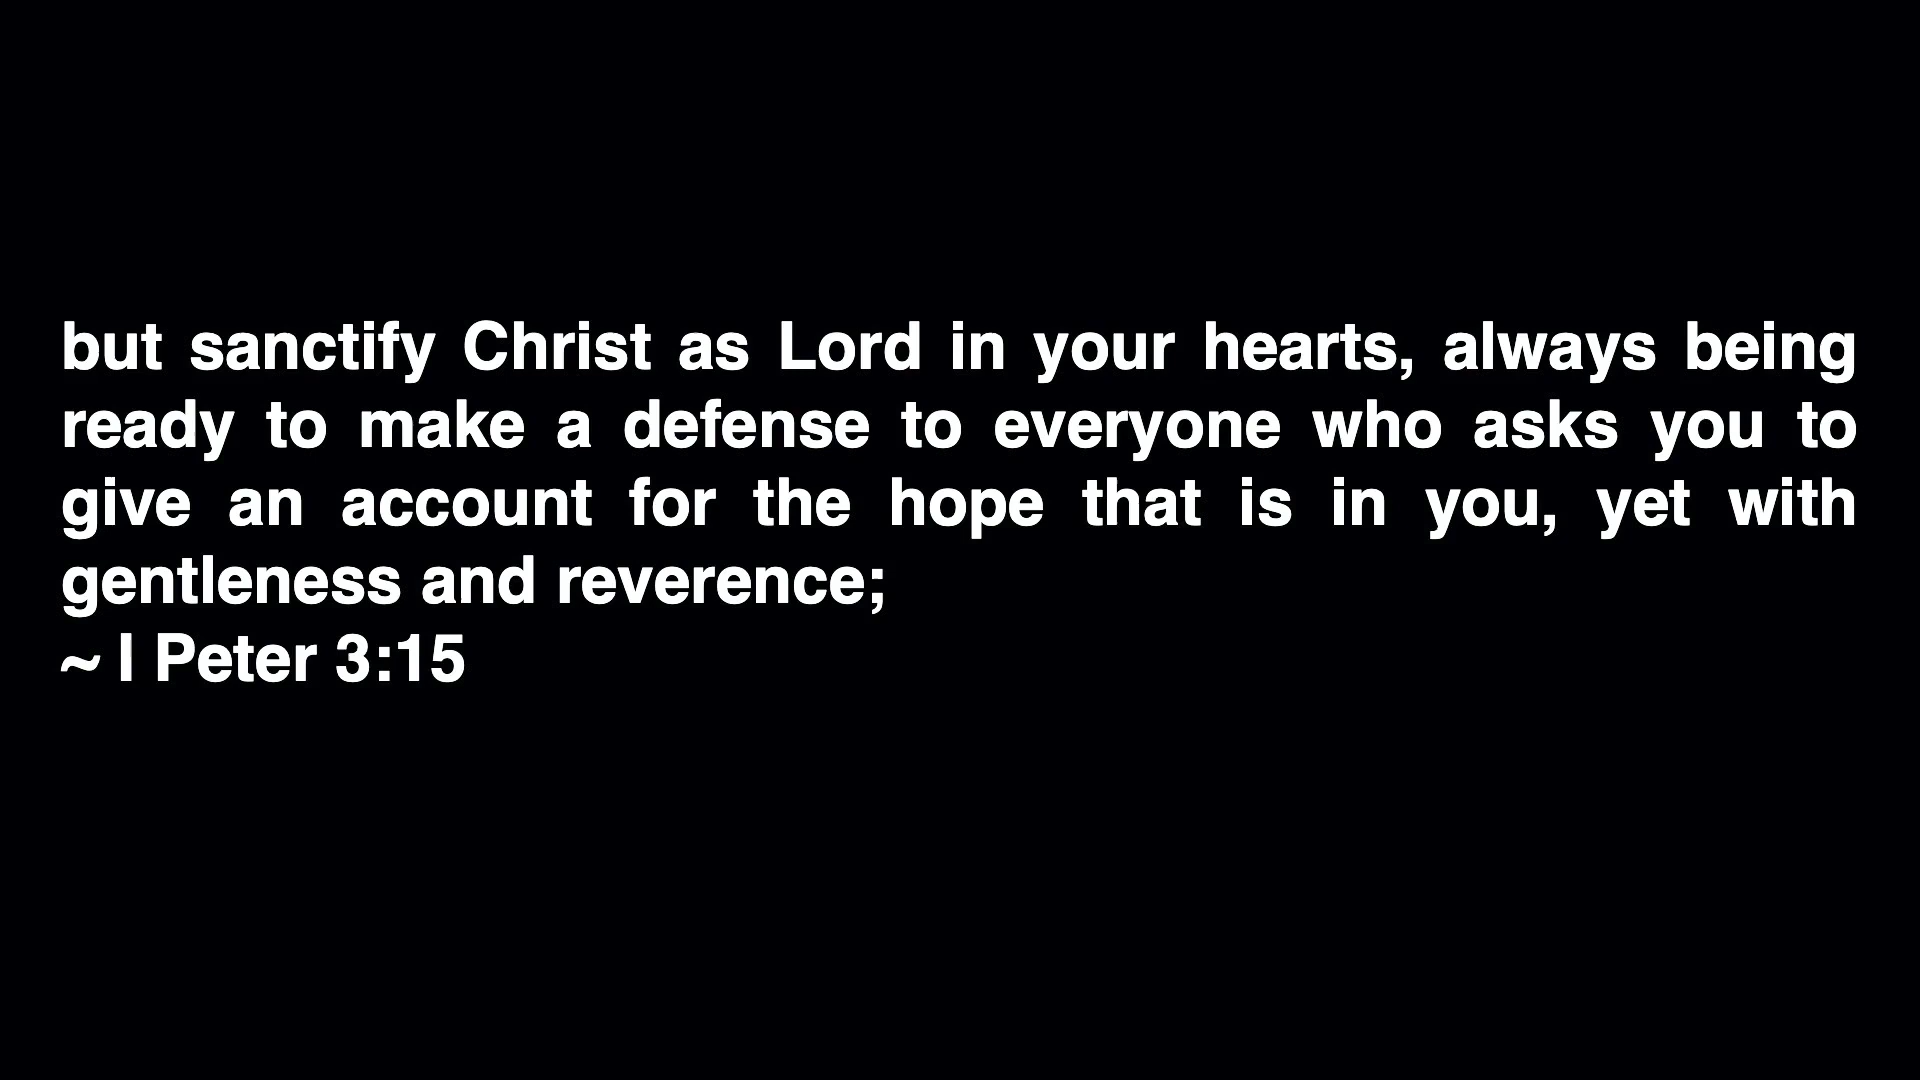 but sanctify Christ as Lord in your hearts, always being
ready to make a defense to everyone who asks you to
give an account for the hope that is in you, yet with
gentleness and reverence;
~ I Peter 3:15